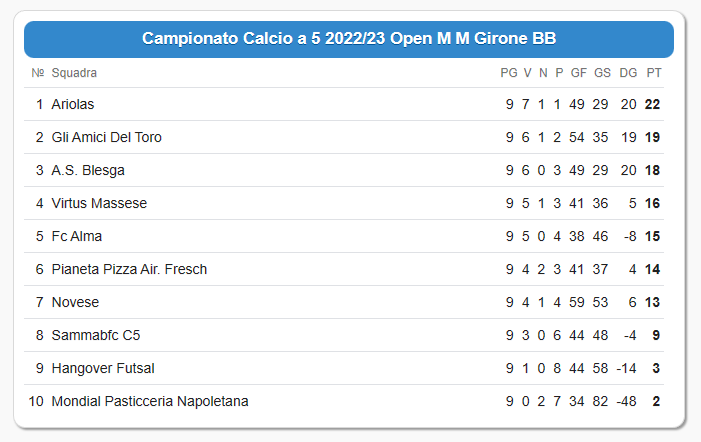 Campionato Calcio a 5 2022/23 Open M M Girone BB
№ Squadra PG V N P GF GS DG PT
1 Ariolas 9 7 1 1 49 29 20 22
2 Gli Amici Del Toro 9 6 1 2 54 35 19 19
3 A.S. Blesga 9 6 0 3 49 29 20 18
4 Virtus Massese 9 5 1 3 41 36 5 16
5 Fc Alma 9 5 0 4 38 46 -8 15
6 Pianeta Pizza Air. Fresch 9 4 2 3 41 37 4 14
7 Novese 9 4 1 4 59 53 6 13
8 Sammabfc C5 9 3 0 6 44 48 -4 9
9 Hangover Futsal 9 1 0 8 44 58 -14 3
10 Mondial Pasticceria Napoletana 9 0 2 7 34 82 -48 2